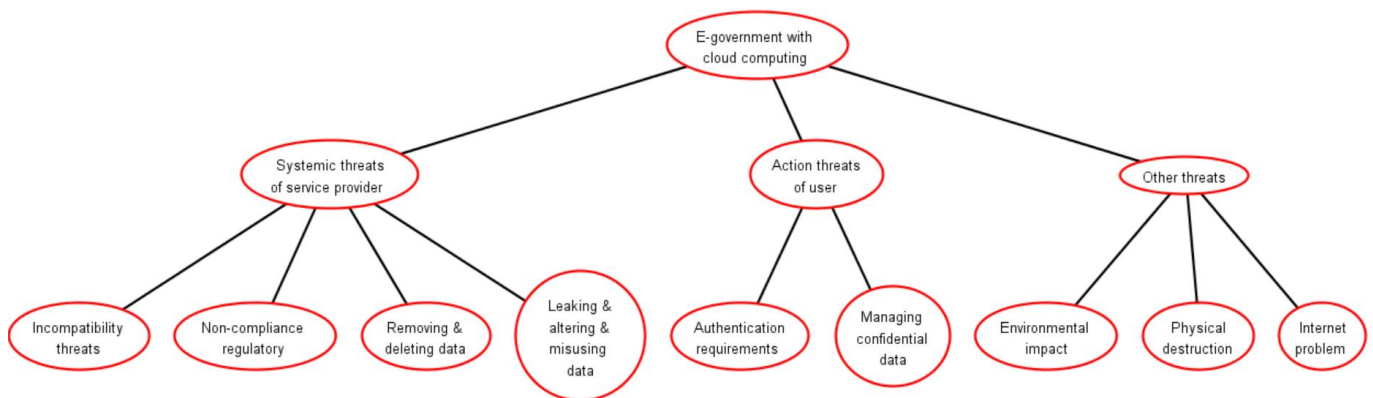 E-government with
cloud computing
Systemic threats
of service provider
Action threats
of user
Other threats
Incompatibility
threats
Non-compliance
regulatory
Removing &
deleting data
Leaking &
altering &
misusing
data
Authentication
requirements
Managing
confidential
data
Environmental
impact
Physical
destruction
Internet
problem